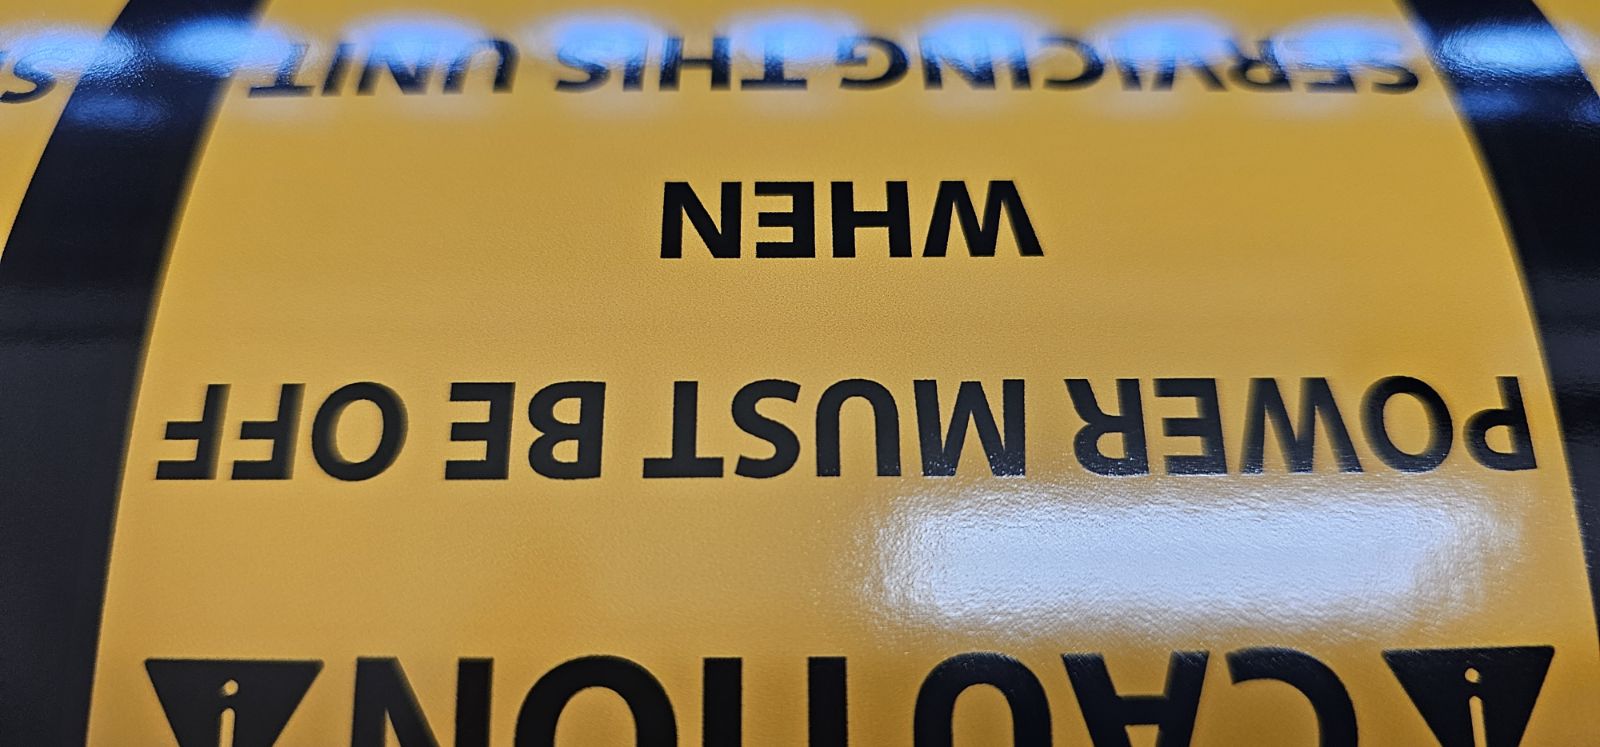 CAUTION
POWER MUST BE OFF
WHEN
SERVICING THIS UNIT
S